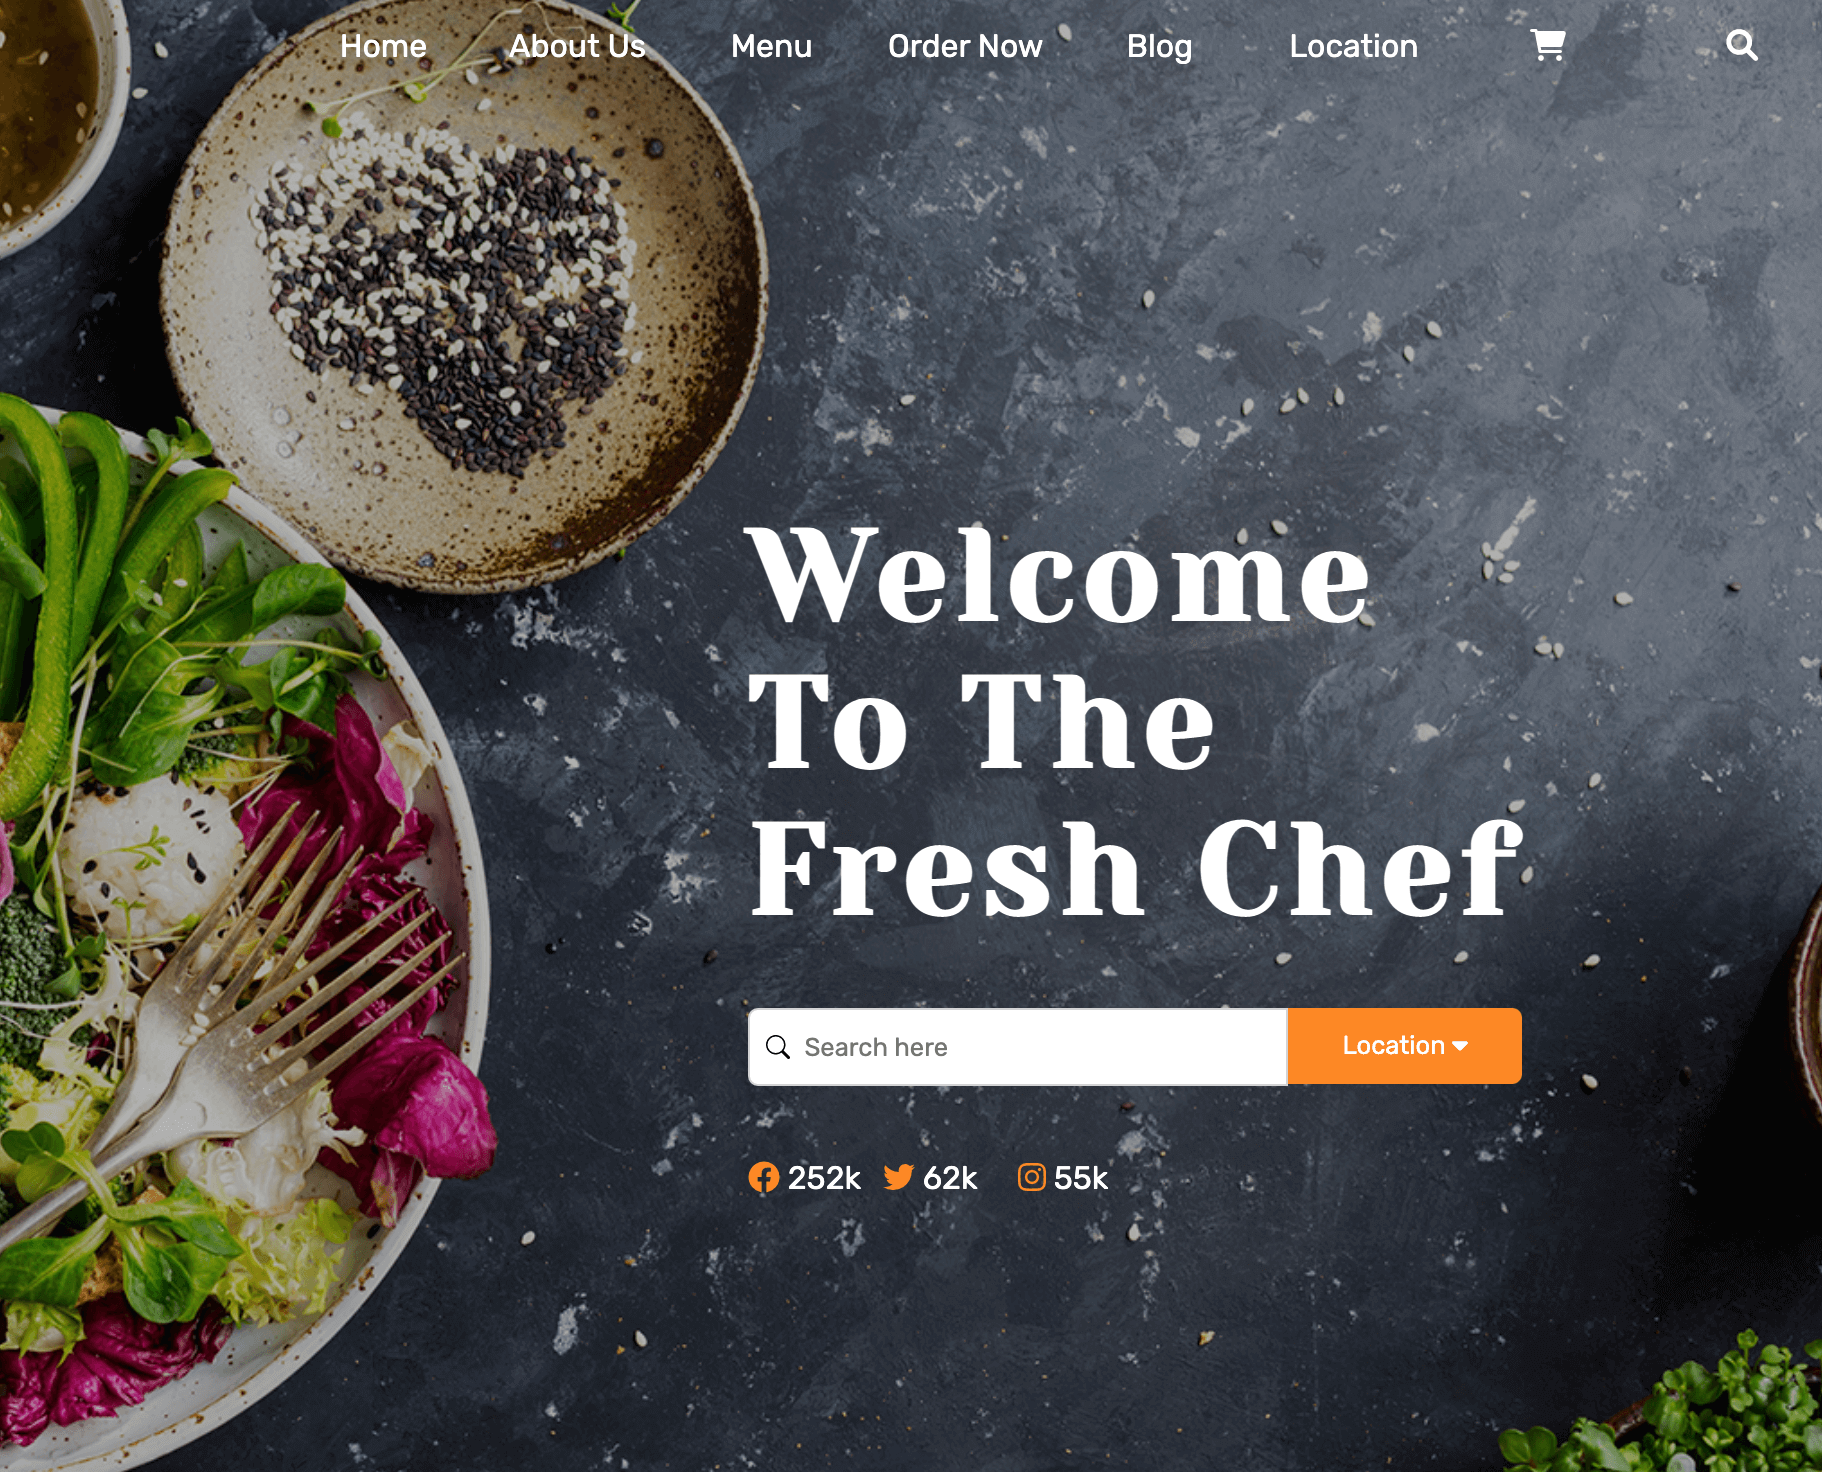 Home About Us Menu Order Now Blog Location
Welcome
To The
Fresh Chef
Search here Location
252k 62k 55k